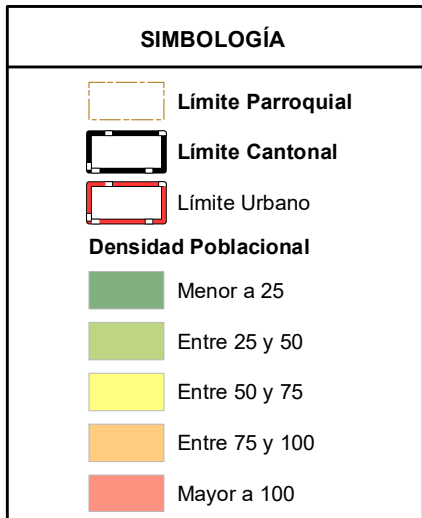 SIMBOLOGÍA
Límite Parroquial
Límite Cantonal
Límite Urbano
Densidad Poblacional
Menor a 25
Entre 25 y 50
Entre 50 y 75
Entre 75 y 100
Mayor a 100